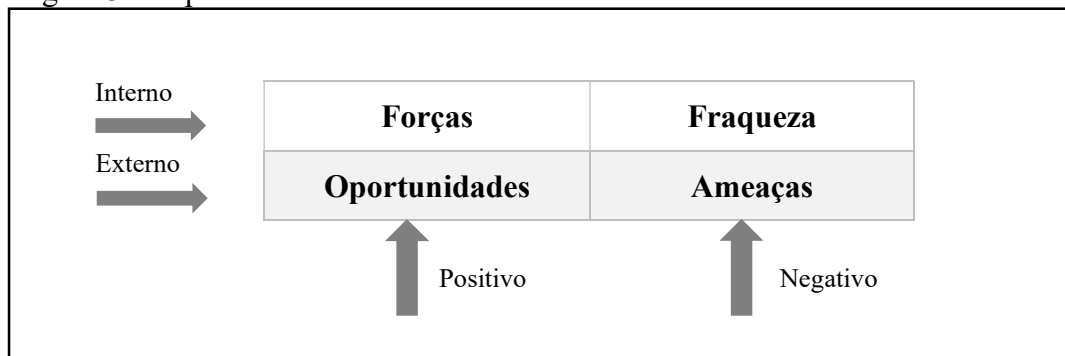 Interno
Forças Fraqueza
Externo
Oportunidades Ameaças
Positivo Negativo